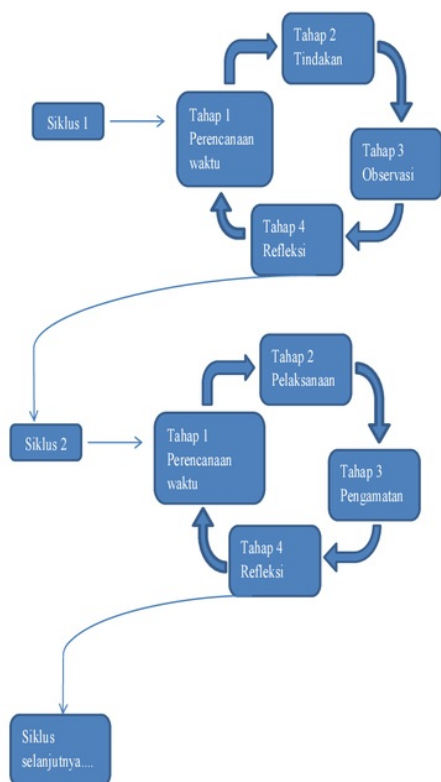 Siklus 1
Tahap 1
Perencanaan
waktu
Tahap 2
Tindakan
Tahap 3
Observasi
Tahap 4
Refleksi
Siklus 2
Tahap 1
Perencanaan
waktu
Tahap 2
Pelaksanaan
Tahap 3
Pengamatan
Tahap 4
Refleksi
Siklus
selanjutnya....